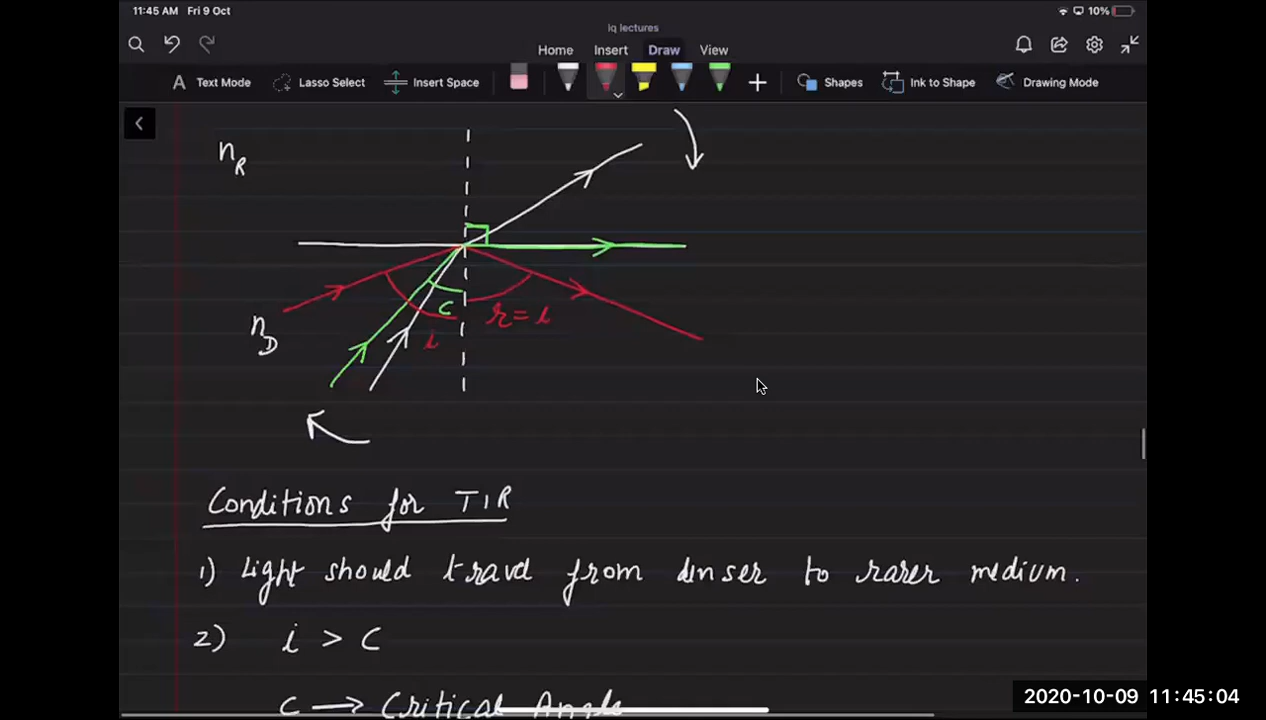 11:45 AM Fri 9 Oct
10%
iq lectures
Home Insert Draw View
Text Mode Lasso Select Insert Space Shapes Ink to Shape Drawing Mode
nR
c
r = i
nD
i
Conditions for TIR
1) Light should travel from denser to rarer medium.
2) i > C
C → Critical Angle
2020-10-09 11:45:04